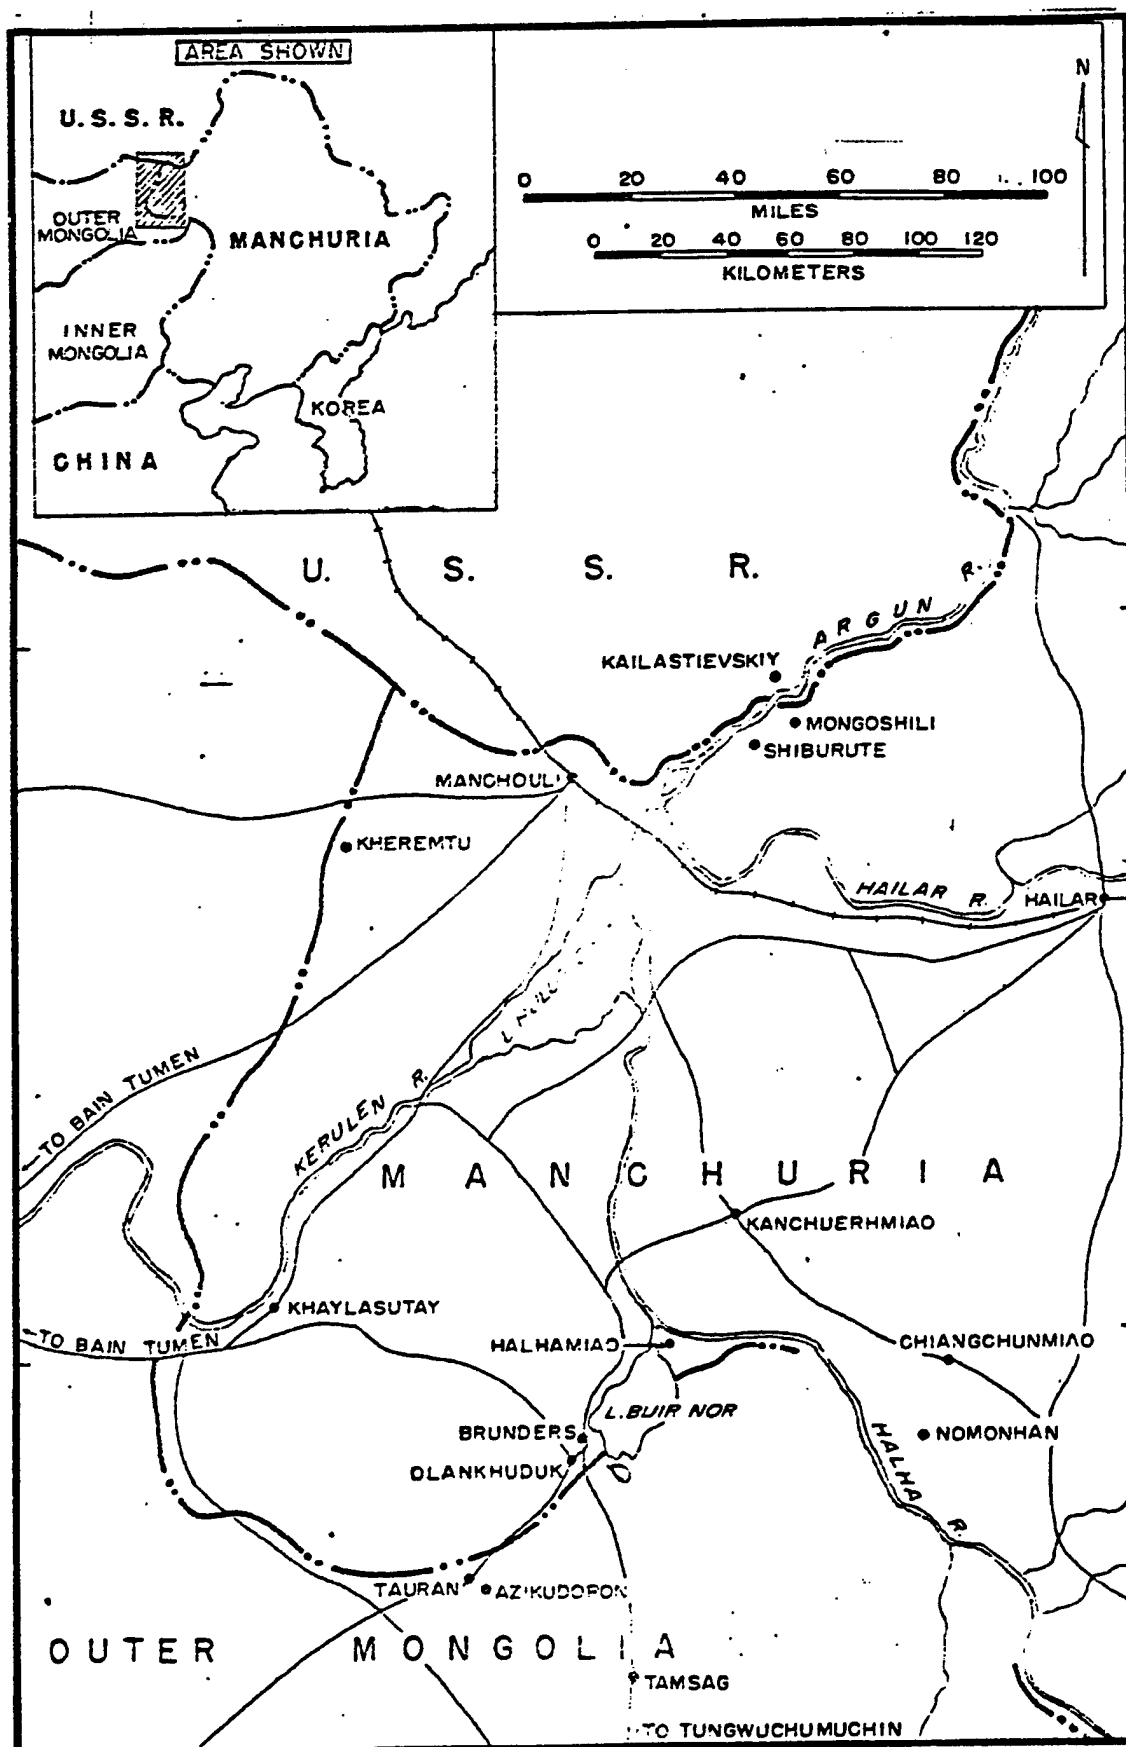 AREA SHOWN
U. S. S. R.
OUTER
MONGOLIA
MANCHURIA
INNER
MONGOLIA
KOREA
CHINA
N
0 20 40 60 80 100
MILES
0 20 40 60 80 100 120
KILOMETERS
U. S. S. R.
ARGUN R.
KAILASTIEVSKIY
MONGOSHILI
SHIBURUTE
MANCHOULI
KHEREMTU
HAILAR R.
HAILAR
L.
TO BAIN TUMEN
KERULEN R.
MANCHURIA
KANCHUERHMIAO
KHAYLASUTAY
TO BAIN TUMEN
HALHAMIAO
CHIANGCHUNMIAO
L. BUIR NOR
BRUNDERS
NOMONHAN
OLANKHUDUK
HALHA R.
TAURAN
OUTER MONGOLIA
TAMSAG
TO TUNGWUCHUMUCHIN